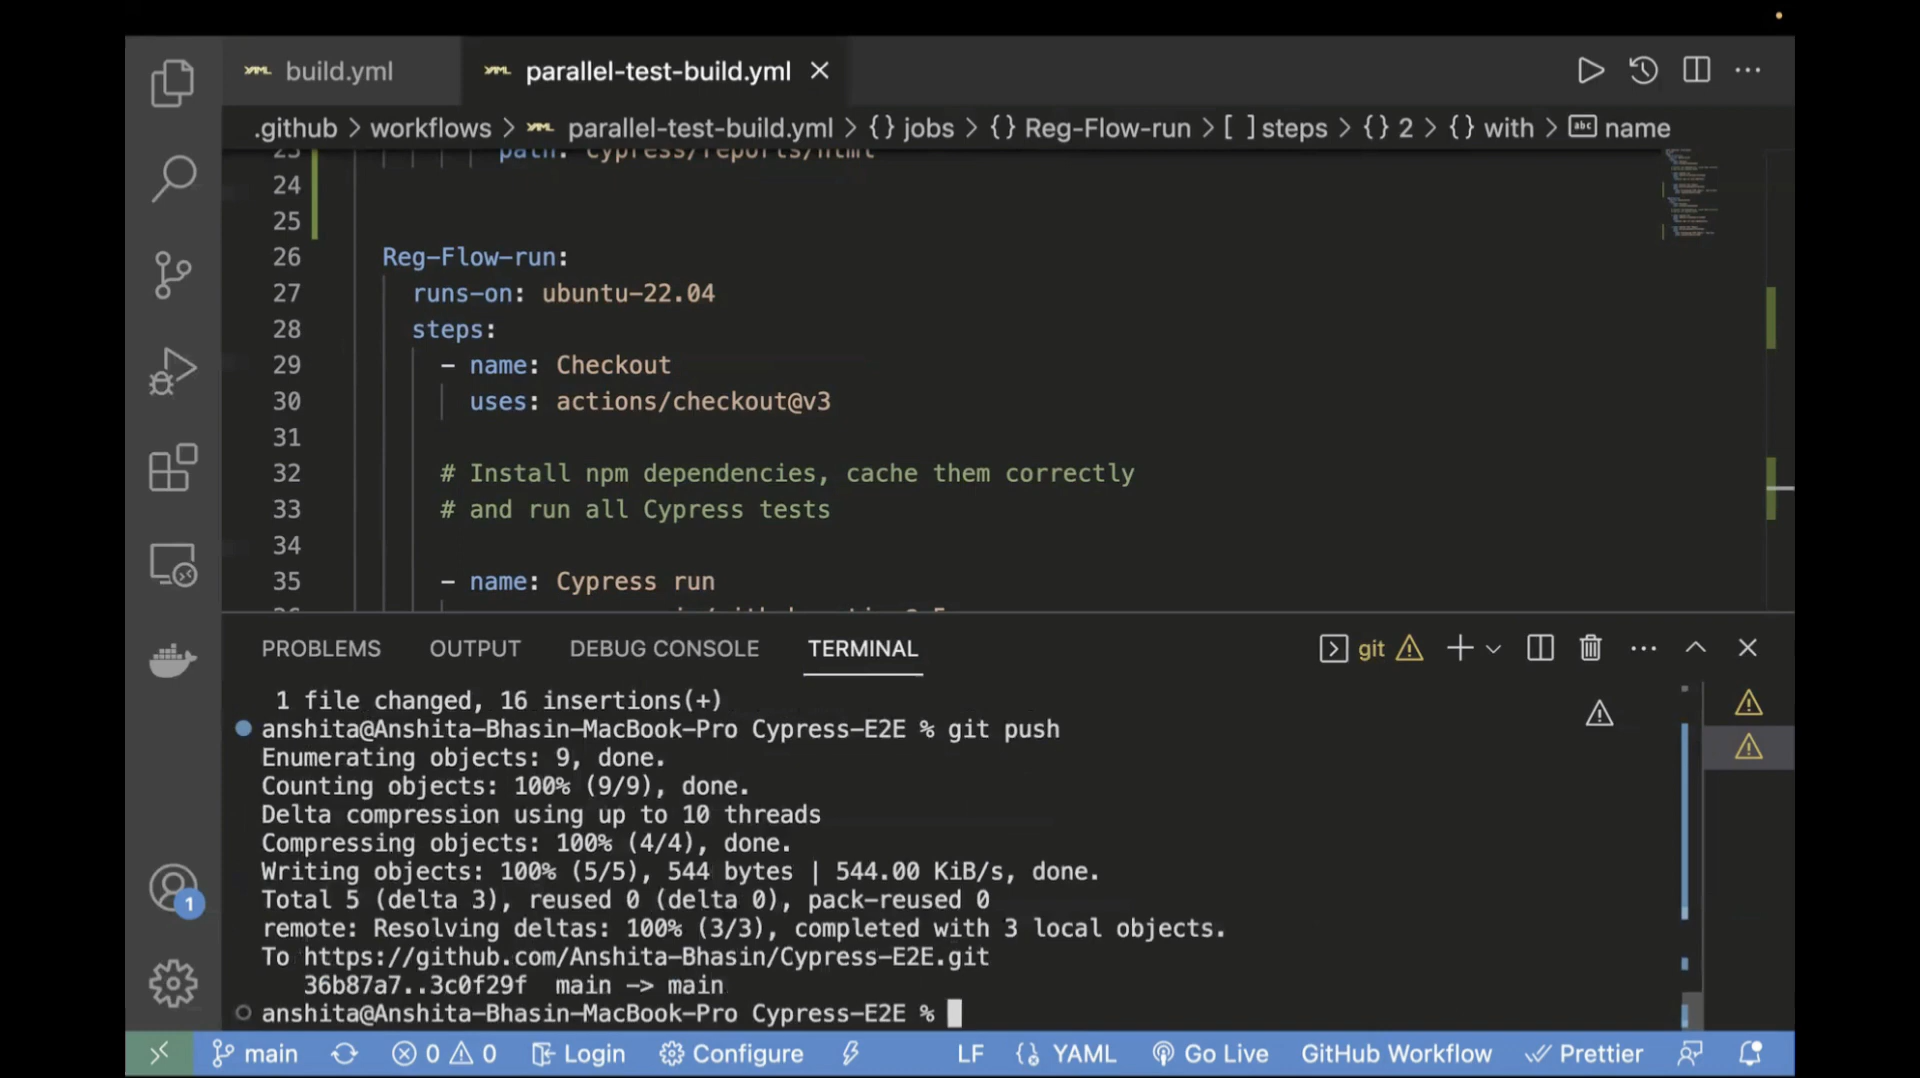 build.yml
parallel-test-build.yml
.github > workflows > parallel-test-build.yml > {} jobs > {} Reg-Flow-run > [ ] steps > {} 2 > {} with > abc name
23 path: cypress/reports/html
24
25
26 Reg-Flow-run:
27 runs-on: ubuntu-22.04
28 steps:
29 - name: Checkout
30 uses: actions/checkout@v3
31
32 # Install npm dependencies, cache them correctly
33 # and run all Cypress tests
34
35 - name: Cypress run
PROBLEMS OUTPUT DEBUG CONSOLE TERMINAL git
1 file changed, 16 insertions(+)
anshita@Anshita-Bhasin-MacBook-Pro Cypress-E2E % git push
Enumerating objects: 9, done.
Counting objects: 100% (9/9), done.
Delta compression using up to 10 threads
Compressing objects: 100% (4/4), done.
Writing objects: 100% (5/5), 544 bytes | 544.00 KiB/s, done.
Total 5 (delta 3), reused 0 (delta 0), pack-reused 0
remote: Resolving deltas: 100% (3/3), completed with 3 local objects.
To https://github.com/Anshita-Bhasin/Cypress-E2E.git
36b87a7..3c0f29f main -> main
anshita@Anshita-Bhasin-MacBook-Pro Cypress-E2E %
1
main 0 0 Login Configure LF {} YAML Go Live GitHub Workflow Prettier